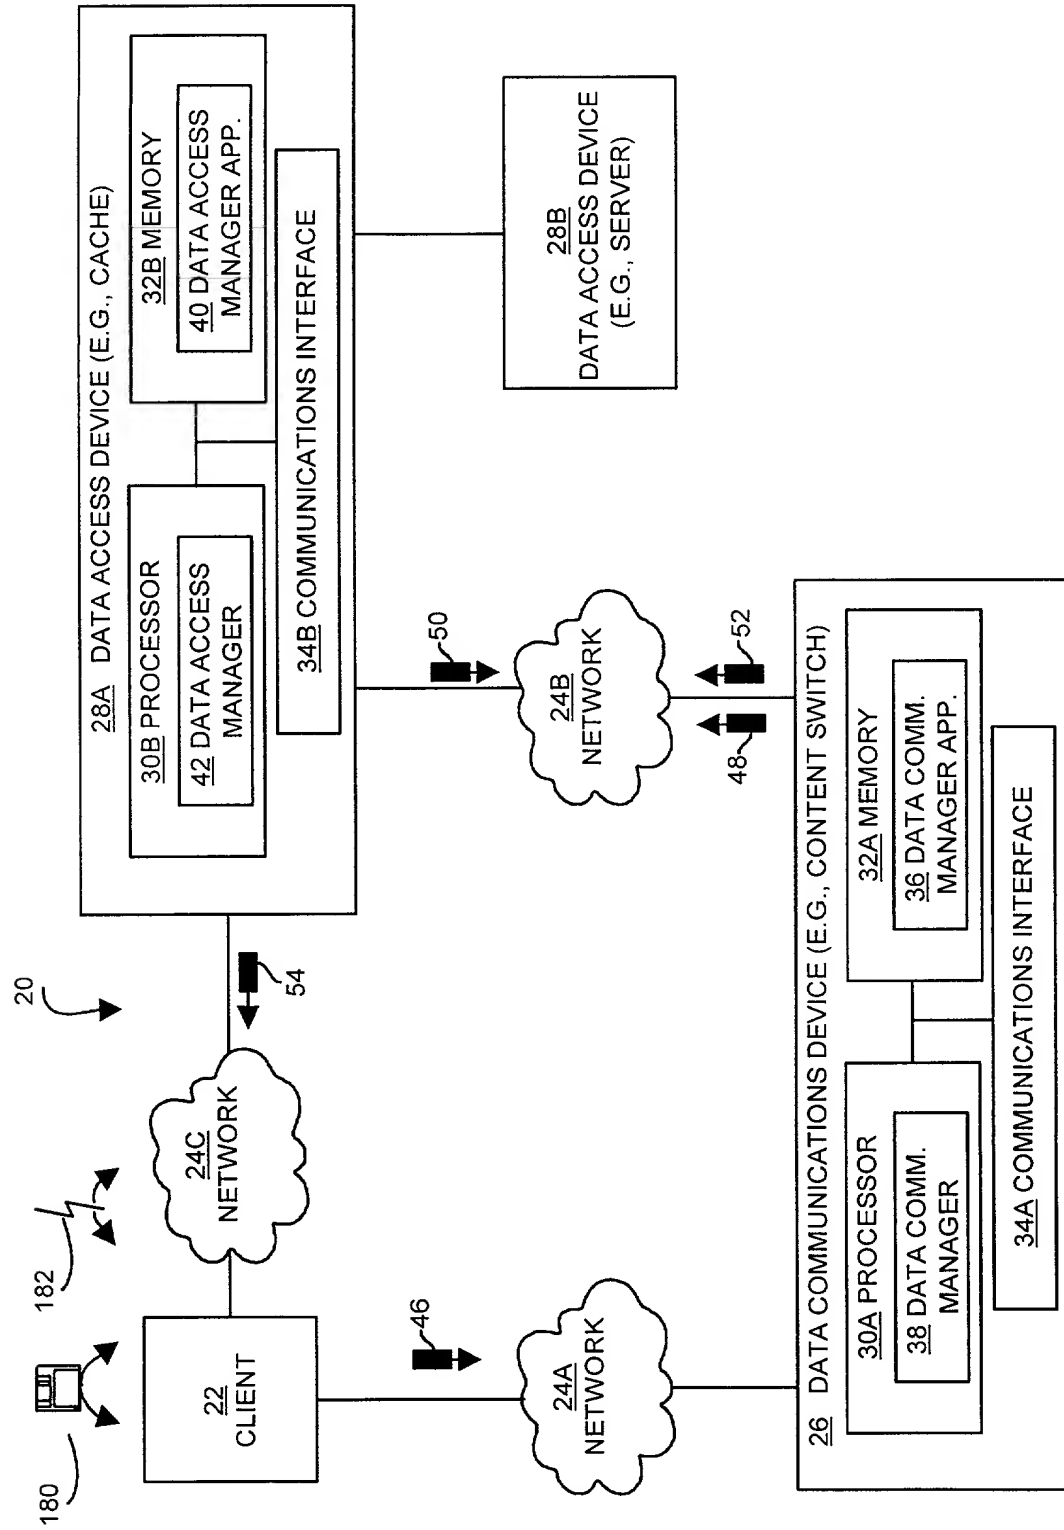 180
182
20
22
CLIENT
24C
NETWORK
54
28A DATA ACCESS DEVICE (E.G., CACHE)
30B PROCESSOR
42 DATA ACCESS
MANAGER
32B MEMORY
40 DATA ACCESS
MANAGER APP.
34B COMMUNICATIONS INTERFACE
46
24A
NETWORK
50
24B
NETWORK
48
52
28B
DATA ACCESS DEVICE
(E.G., SERVER)
26 DATA COMMUNICATIONS DEVICE (E.G., CONTENT SWITCH)
30A PROCESSOR
38 DATA COMM.
MANAGER
32A MEMORY
36 DATA COMM.
MANAGER APP.
34A COMMUNICATIONS INTERFACE